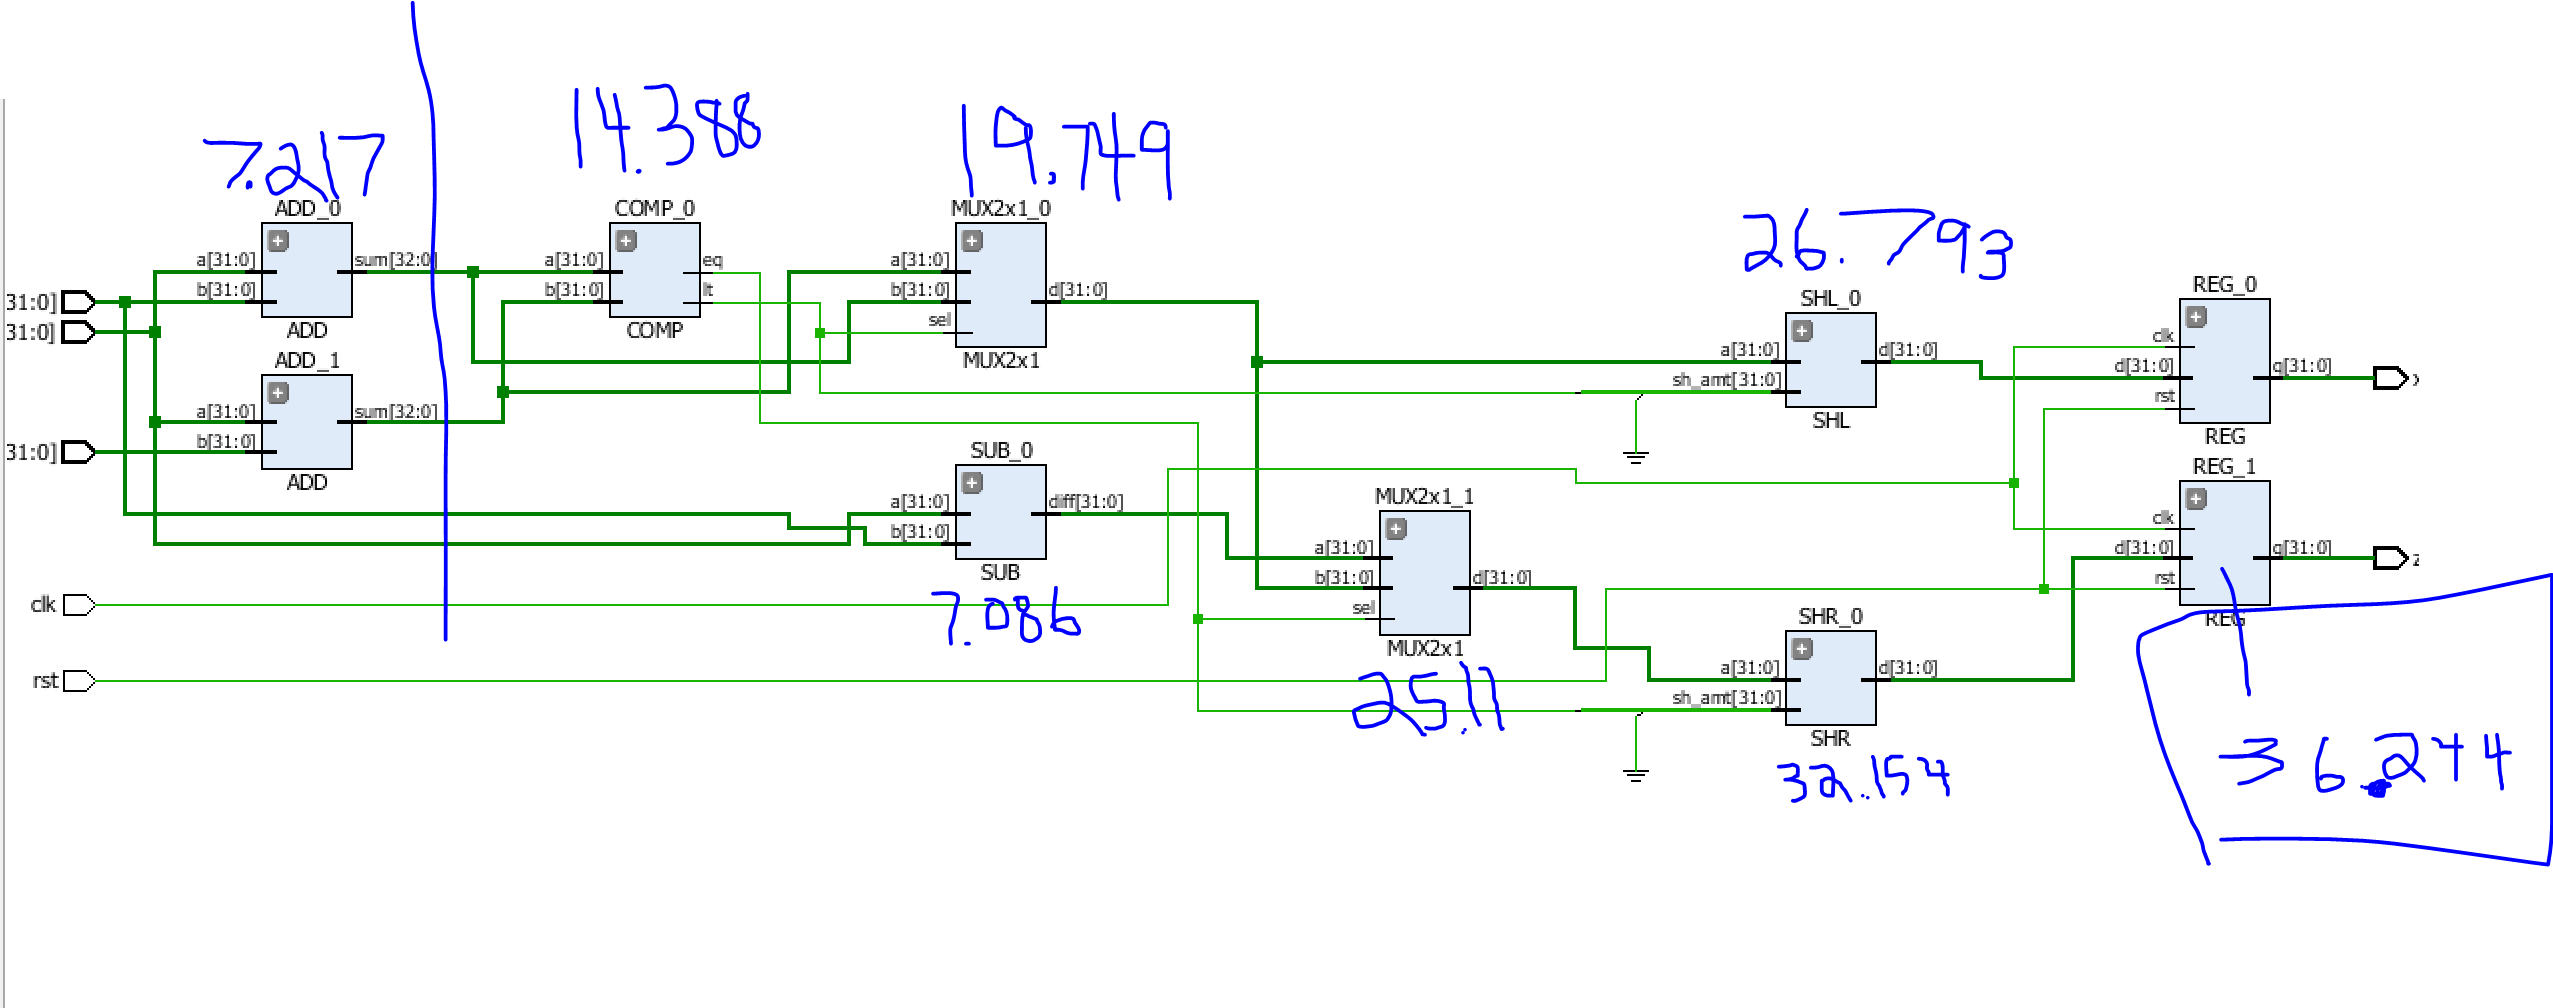 7.217
14.388
19.749
ADD_0
a[31:0]
b[31:0]
sum[32:0]
ADD
COMP_0
a[31:0]
b[31:0]
eq
lt
COMP
MUX2x1_0
a[31:0]
b[31:0]
sel
d[31:0]
MUX2x1
26.793
SHL_0
a[31:0]
sh_amt[31:0]
d[31:0]
SHL
REG_0
clk
d[31:0]
rst
q[31:0]
REG
31:0]
31:0]
31:0]
ADD_1
a[31:0]
b[31:0]
sum[32:0]
ADD
SUB_0
a[31:0]
b[31:0]
diff[31:0]
SUB
7.086
MUX2x1_1
a[31:0]
b[31:0]
sel
d[31:0]
MUX2x1
25.11
REG_1
clk
d[31:0]
rst
q[31:0]
REG
SHR_0
a[31:0]
sh_amt[31:0]
d[31:0]
SHR
32.154
36.244
clk
rst